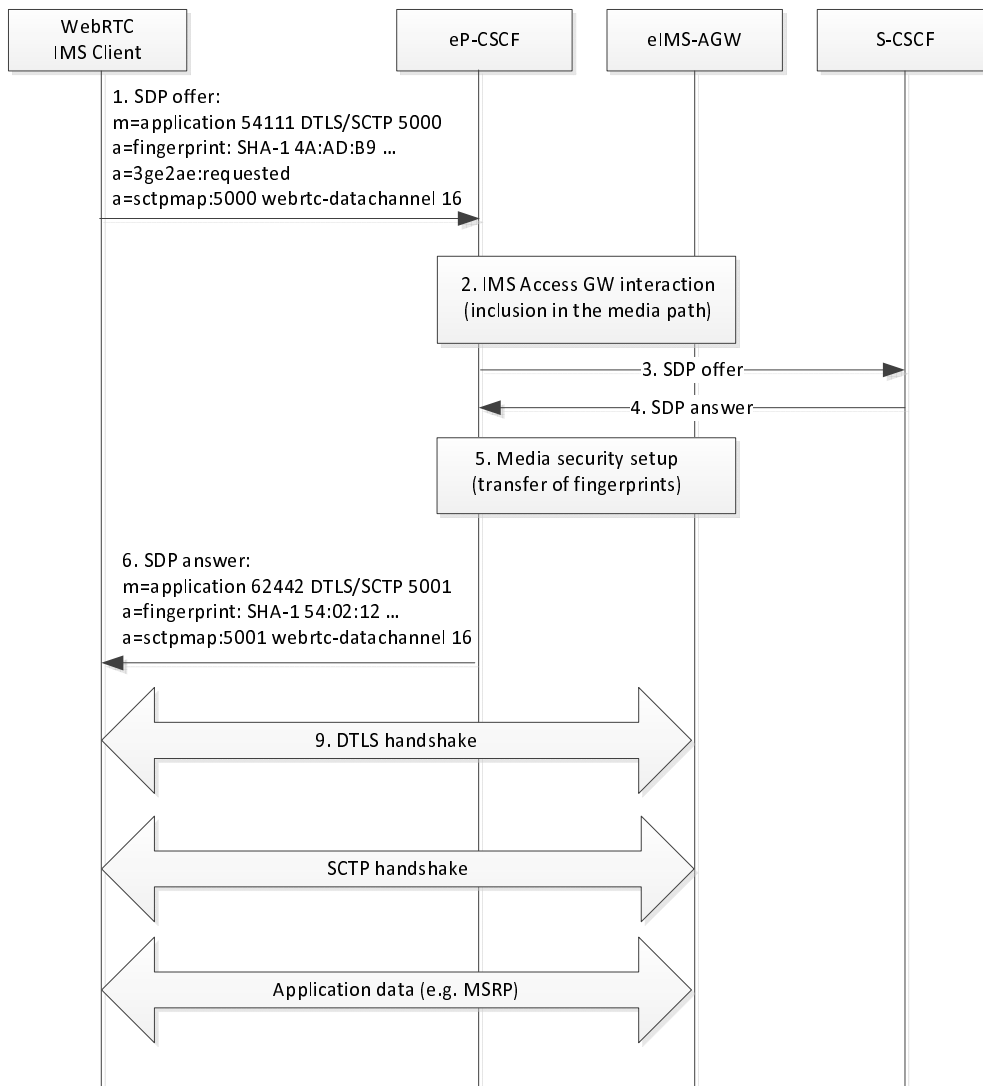 WebRTC
IMS Client
eP-CSCF
eIMS-AGW
S-CSCF
1. SDP offer:
m=application 54111 DTLS/SCTP 5000
a=fingerprint: SHA-1 4A:AD:B9 ...
a=3ge2ae:requested
a=sctpmap:5000 webrtc-datachannel 16
2. IMS Access GW interaction
(inclusion in the media path)
3. SDP offer
4. SDP answer
5. Media security setup
(transfer of fingerprints)
6. SDP answer:
m=application 62442 DTLS/SCTP 5001
a=fingerprint: SHA-1 54:02:12 ...
a=sctpmap:5001 webrtc-datachannel 16
9. DTLS handshake
SCTP handshake
Application data (e.g. MSRP)